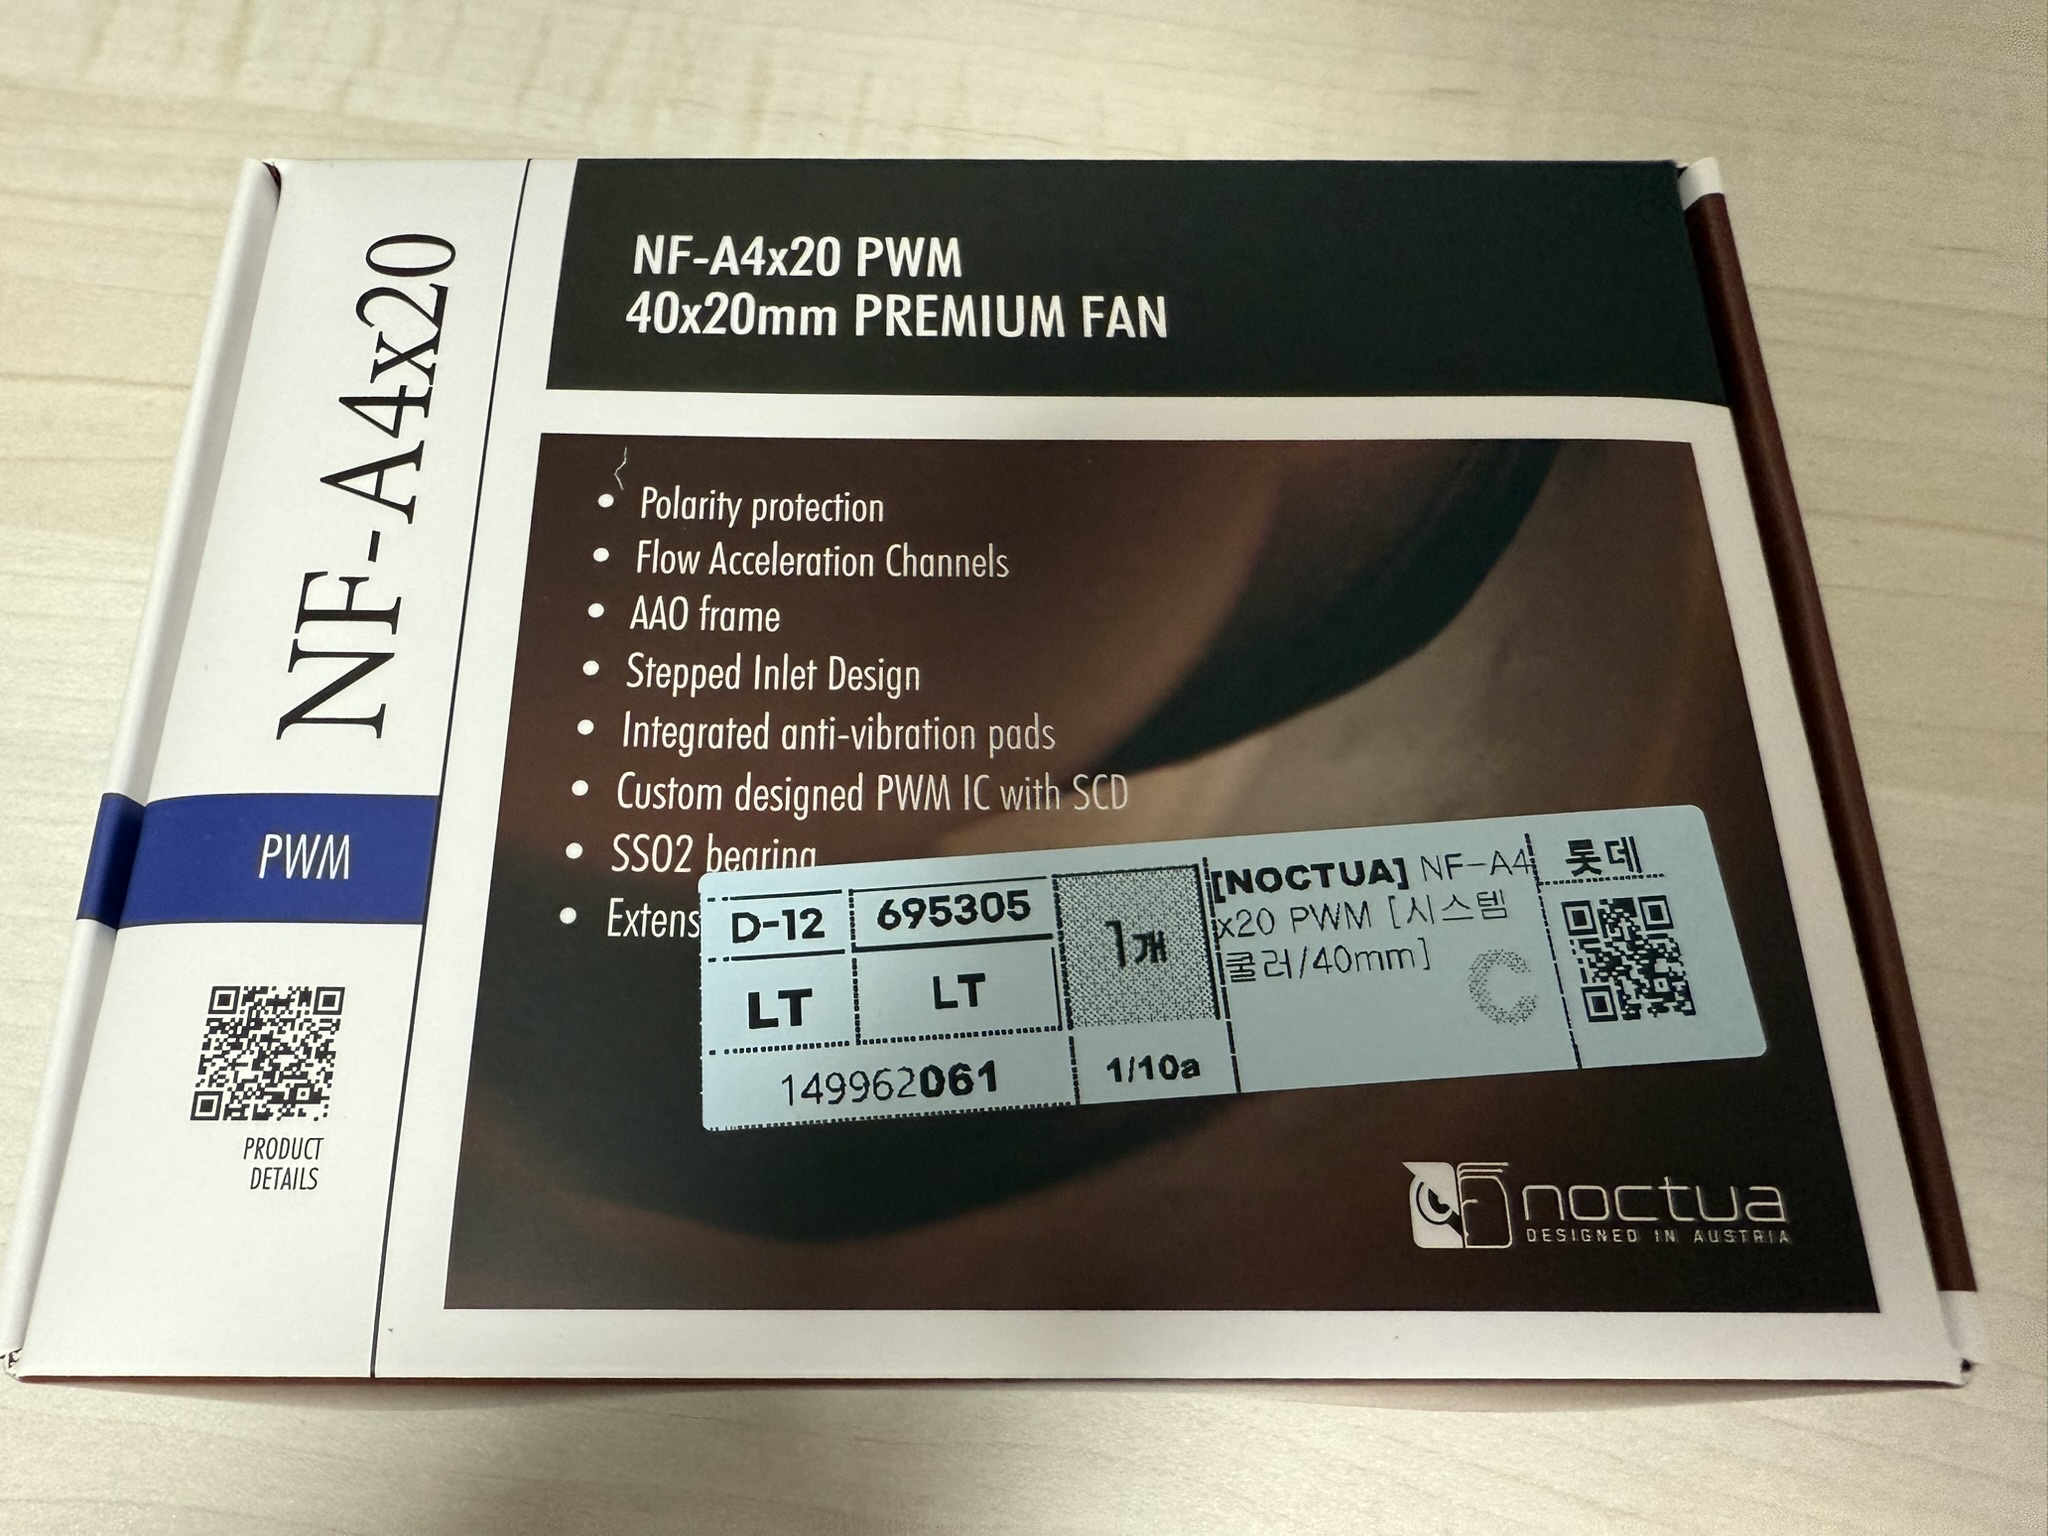 NF-A4x20
PWM
PRODUCT
DETAILS
NF-A4x20 PWM
40x20mm PREMIUM FAN
• Polarity protection
• Flow Acceleration Channels
• AAO frame
• Stepped Inlet Design
• Integrated anti-vibration pads
• Custom designed PWM IC with SCD
• SSO2 bearing
• Extens
D-12
695305
LT
LT
1개
149962061
1/10a
[NOCTUA] NF-A4
x20 PWM [시스템
쿨러/40mm]
C
롯데
noctua
DESIGNED IN AUSTRIA